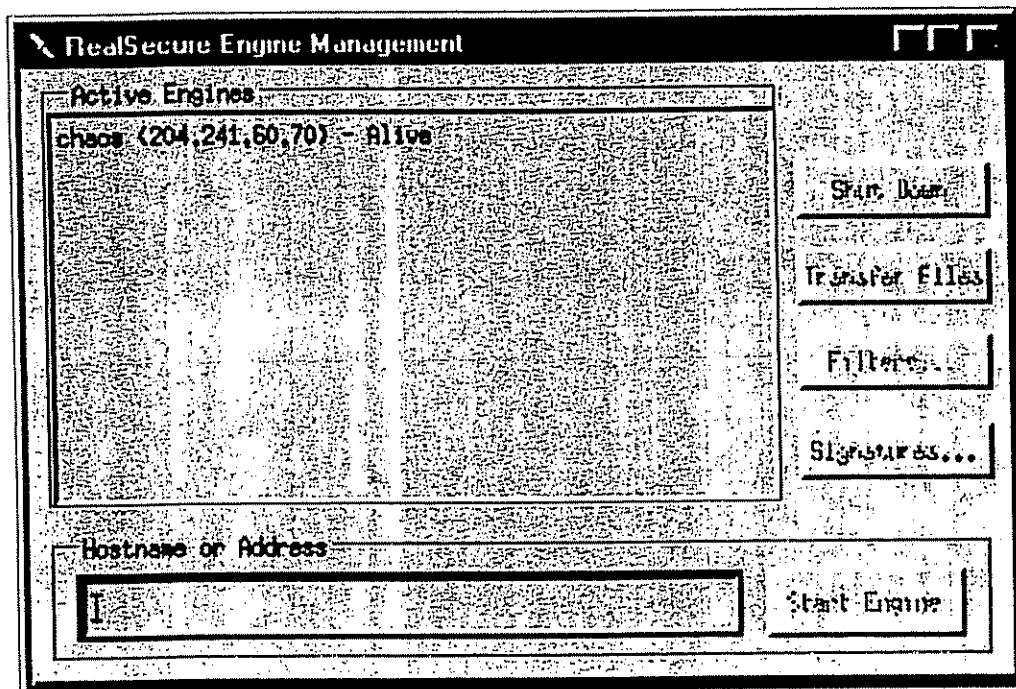 RealSecure Engine Management
Active Engines
chaos (204.241.60.70) - Alive
Shut Down
Transfer Files
Filters...
Signatures...
Hostname or Address
Start Engine